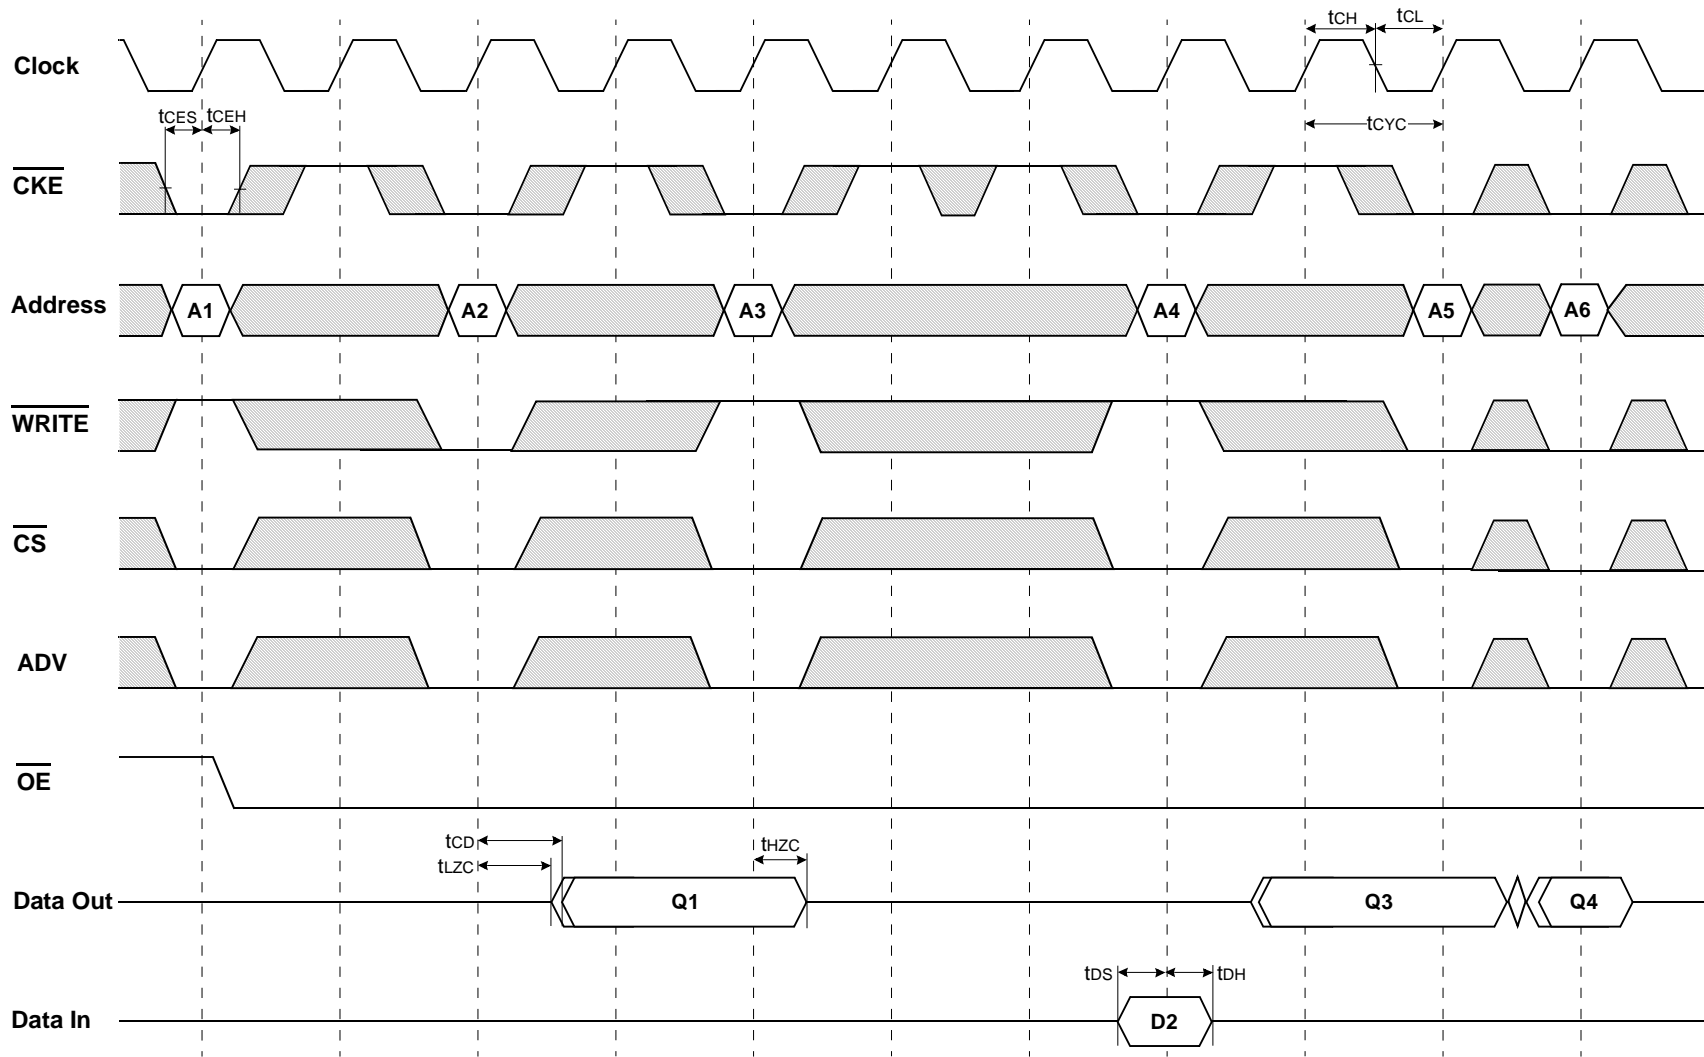 tCH tCL
Clock
tCES tCEH
tCYC
CKE
Address A1 A2 A3 A4 A5 A6
WRITE
CS
ADV
OE
tCD
tLZC tHZC
Data Out Q1 Q3 Q4
tDS tDH
Data In D2